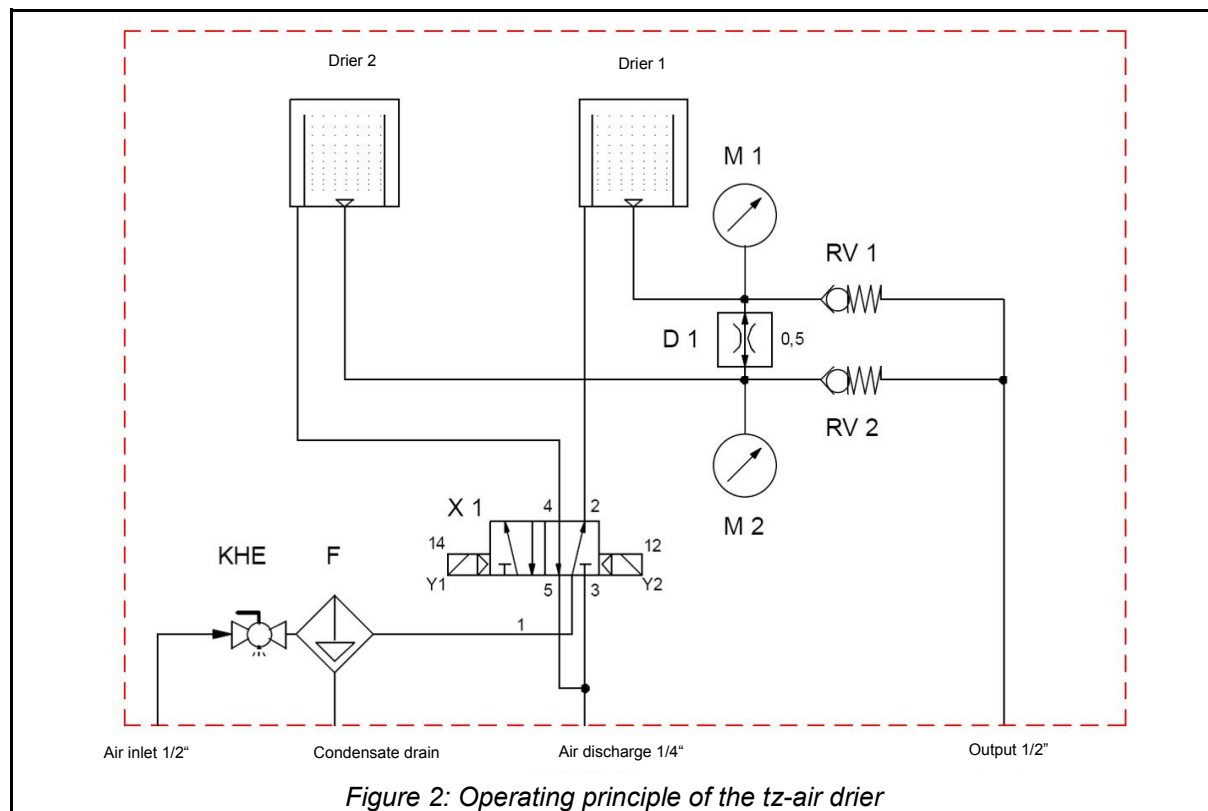 Drier 2
Drier 1
M 1
RV 1
D 1
0,5
RV 2
M 2
X 1
4
2
14
12
Y1
5
3
Y2
KHE
F
1
Air inlet 1/2“
Condensate drain
Air discharge 1/4“
Output 1/2”
Figure 2: Operating principle of the tz-air drier